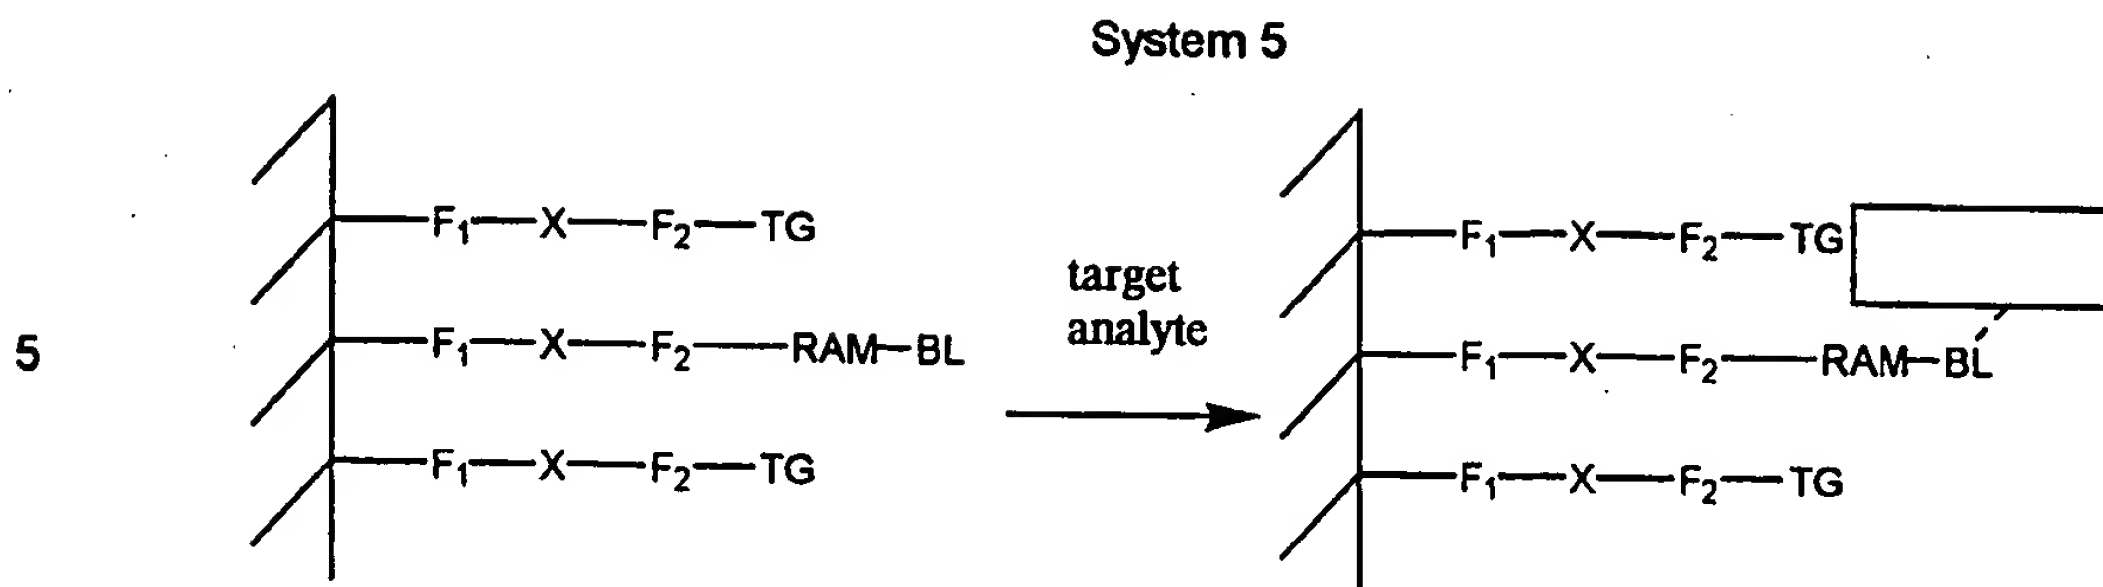 System 5
F₁—X—F₂—TG
F₁—X—F₂—RAM—BL
F₁—X—F₂—TG
5
target
analyte
F₁—X—F₂—TG
F₁—X—F₂—RAM—BL
F₁—X—F₂—TG